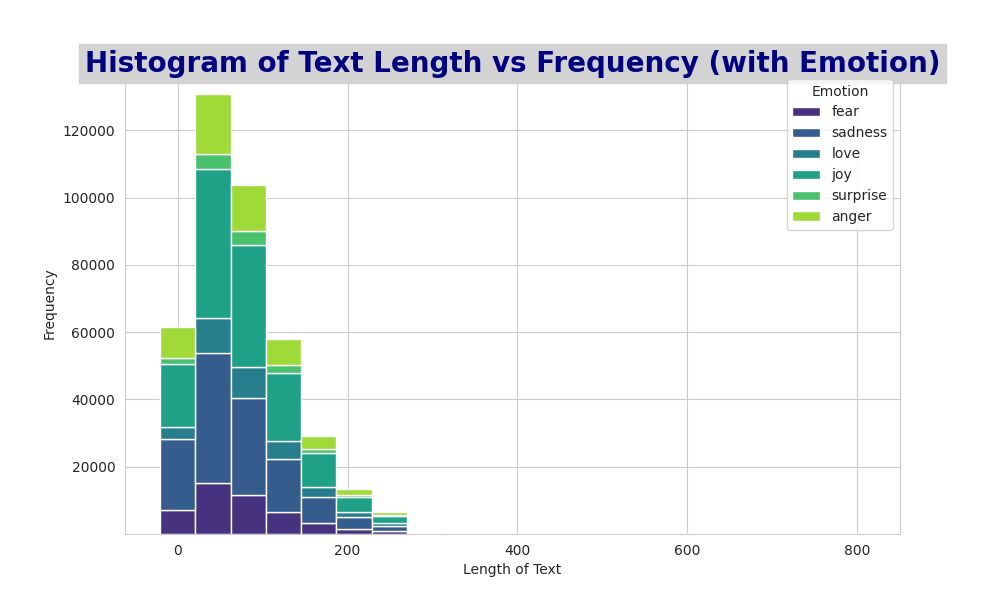 Histogram of Text Length vs Frequency (with Emotion)
Emotion
fear
sadness
love
joy
surprise
anger
120000
100000
80000
60000
40000
20000
Frequency
0 200 400 600 800
Length of Text